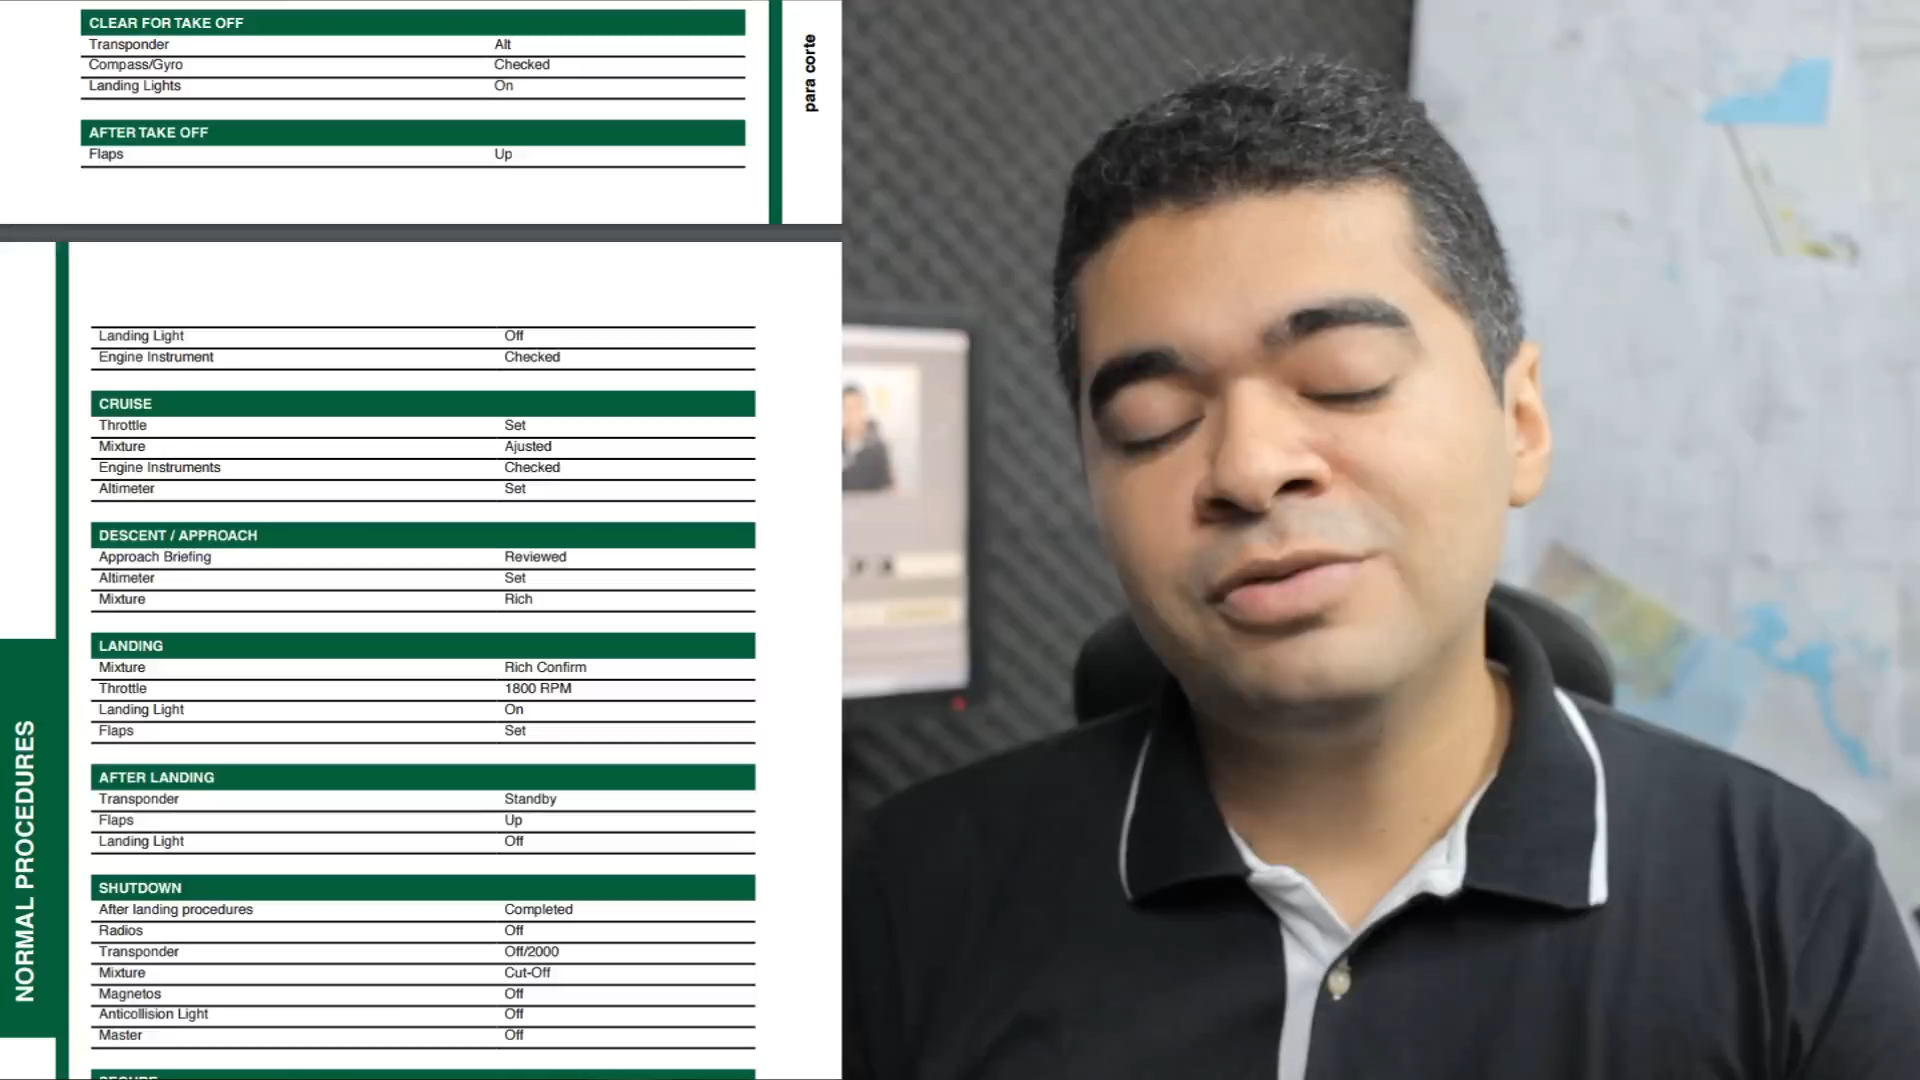 CLEAR FOR TAKE OFF
Transponder Alt
Compass/Gyro Checked
Landing Lights On
AFTER TAKE OFF
Flaps Up
para corte
Landing Light Off
Engine Instrument Checked
CRUISE
Throttle Set
Mixture Ajusted
Engine Instruments Checked
Altimeter Set
DESCENT / APPROACH
Approach Briefing Reviewed
Altimeter Set
Mixture Rich
LANDING
Mixture Rich Confirm
Throttle 1800 RPM
Landing Light On
Flaps Set
AFTER LANDING
Transponder Standby
Flaps Up
Landing Light Off
SHUTDOWN
After landing procedures Completed
Radios Off
Transponder Off/2000
Mixture Cut-Off
Magnetos Off
Anticollision Light Off
Master Off
NORMAL PROCEDURES